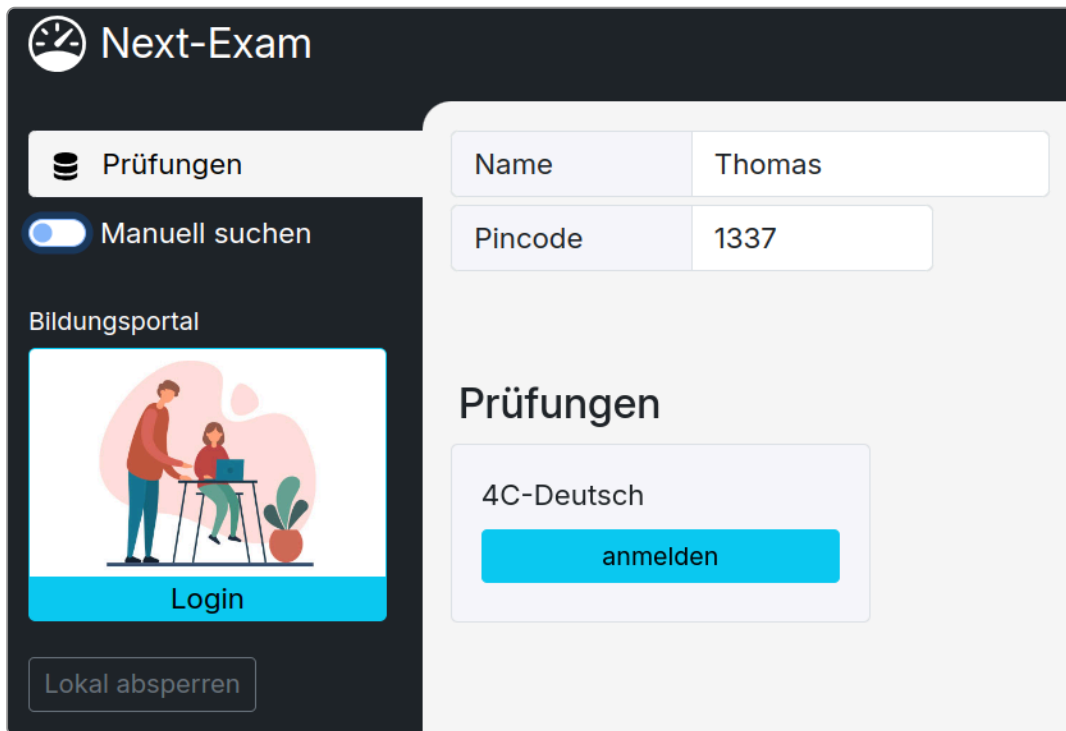 Next-Exam
Prüfungen
Manuell suchen
Bildungsportal
Login
Lokal absperren
Name
Thomas
Pincode
1337
Prüfungen
4C-Deutsch
anmelden